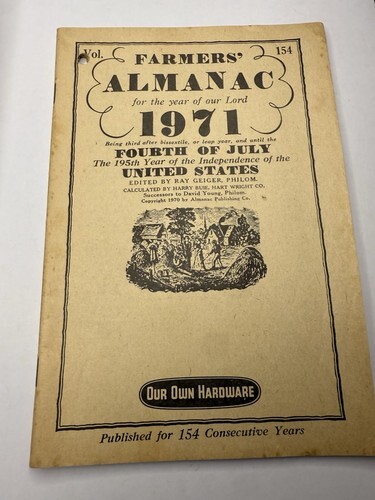 Vol. 154
FARMERS'
ALMANAC
for the year of our Lord
1971
Being third after bissextile, or leap year, and until the
FOURTH OF JULY
The 195th Year of the Independence of the
UNITED STATES
EDITED BY RAY GEIGER, PHILOM.
CALCULATED BY HARRY BUIE, HART WRIGHT CO.
Successors to David Young, Philom.
Copyright 1970 by Almanac Publishing Co.
OUR OWN HARDWARE
Published for 154 Consecutive Years